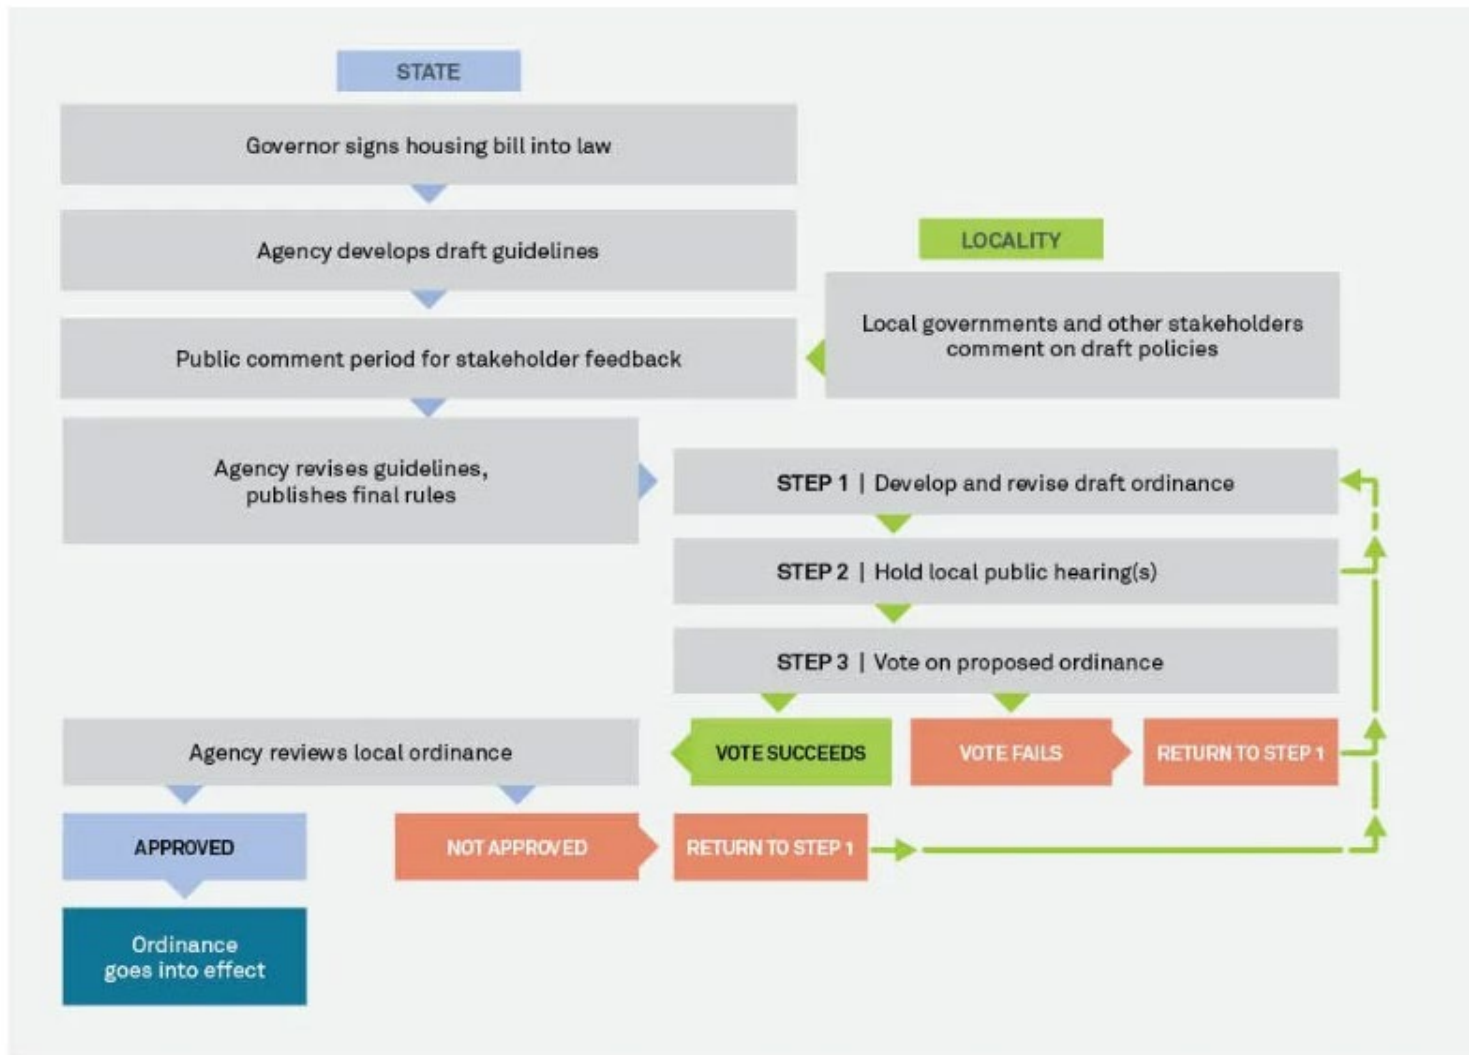 STATE
Governor signs housing bill into law
Agency develops draft guidelines
LOCALITY
Local governments and other stakeholders
comment on draft policies
Public comment period for stakeholder feedback
Agency revises guidelines,
publishes final rules
STEP 1 | Develop and revise draft ordinance
STEP 2 | Hold local public hearing(s)
STEP 3 | Vote on proposed ordinance
Agency reviews local ordinance
VOTE SUCCEEDS
VOTE FAILS
RETURN TO STEP 1
APPROVED
NOT APPROVED
RETURN TO STEP 1
Ordinance
goes into effect